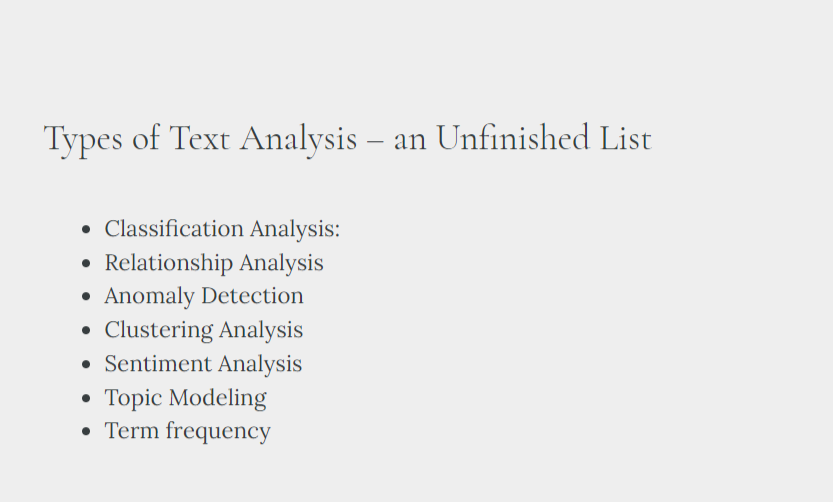 Types of Text Analysis – an Unfinished List
• Classification Analysis:
• Relationship Analysis
• Anomaly Detection
• Clustering Analysis
• Sentiment Analysis
• Topic Modeling
• Term frequency